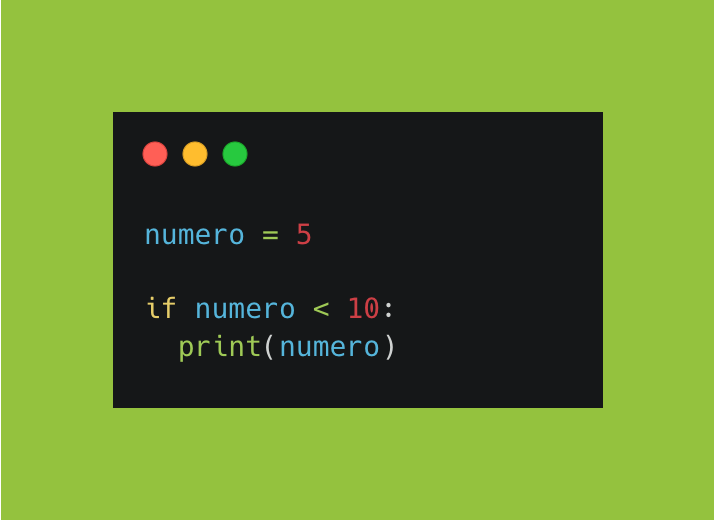 numero = 5
if numero < 10:
  print(numero)